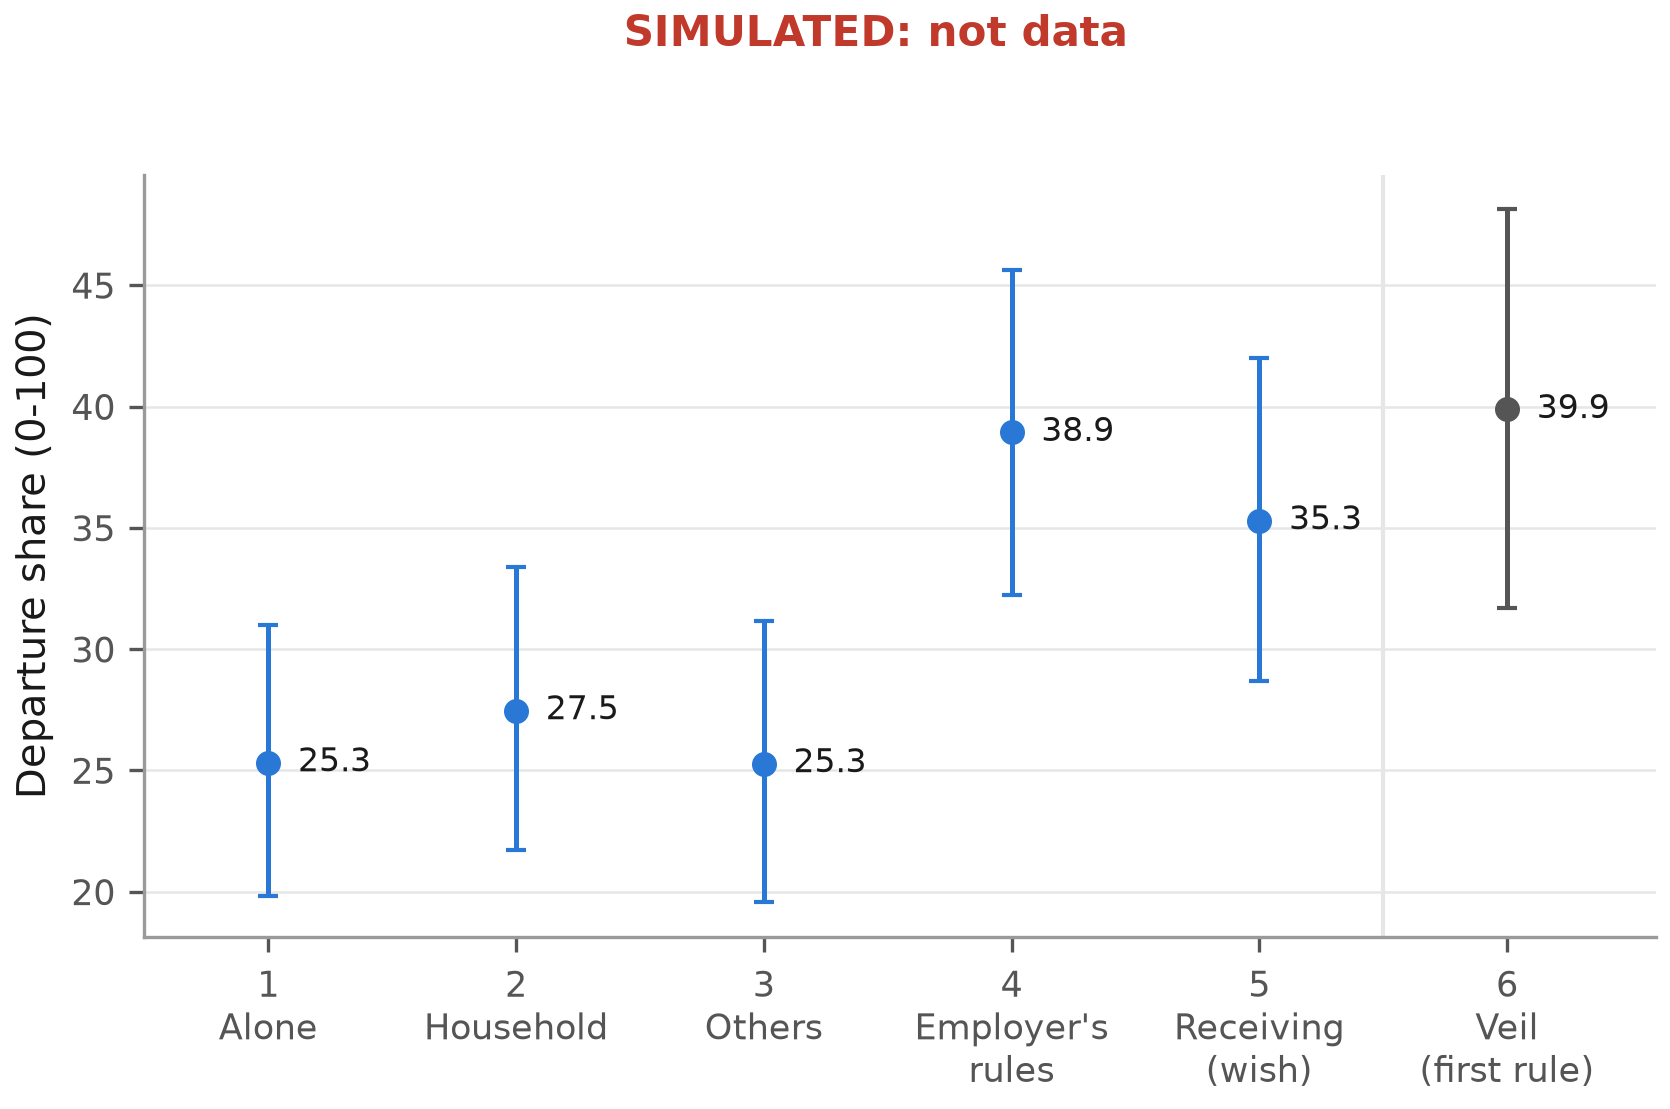 SIMULATED: not data
Departure share (0-100)
45
40
35
30
25
20
25.3
27.5
25.3
38.9
35.3
39.9
1
Alone
2
Household
3
Others
4
Employer's
rules
5
Receiving
(wish)
6
Veil
(first rule)